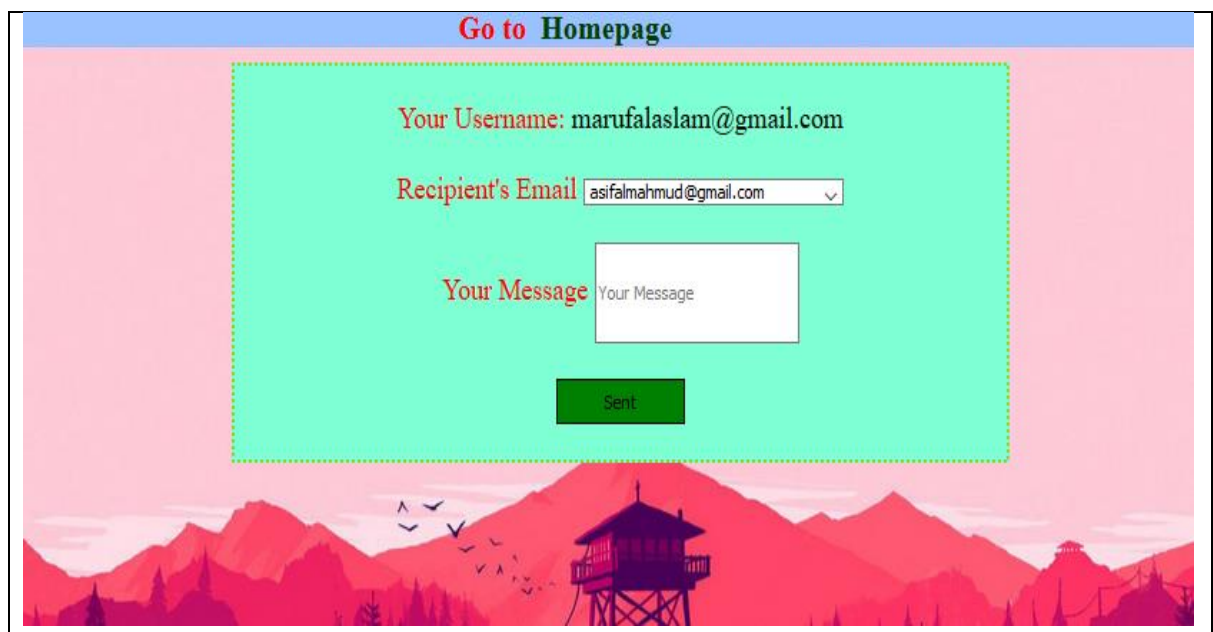 Go to Homepage
Your Username: marufalaslam@gmail.com
Recipient's Email asifalmahmud@gmail.com
Your Message Your Message
Sent